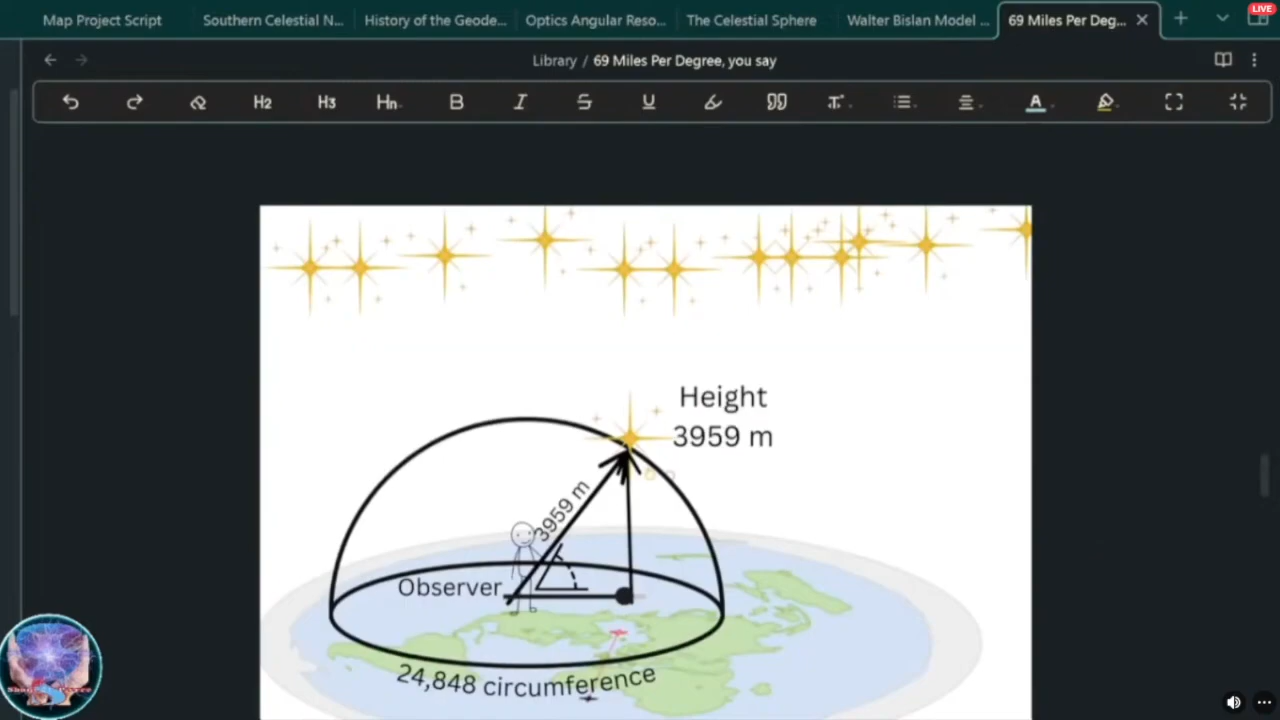 LIVE
Map Project Script
Southern Celestial N...
History of the Geode...
Optics Angular Reso...
The Celestial Sphere
Walter Bislan Model ...
69 Miles Per Deg...
Library / 69 Miles Per Degree, you say
H2 H3 Hn B I S U T A
Height
3959 m
3959 m
Observer
24,848 circumference